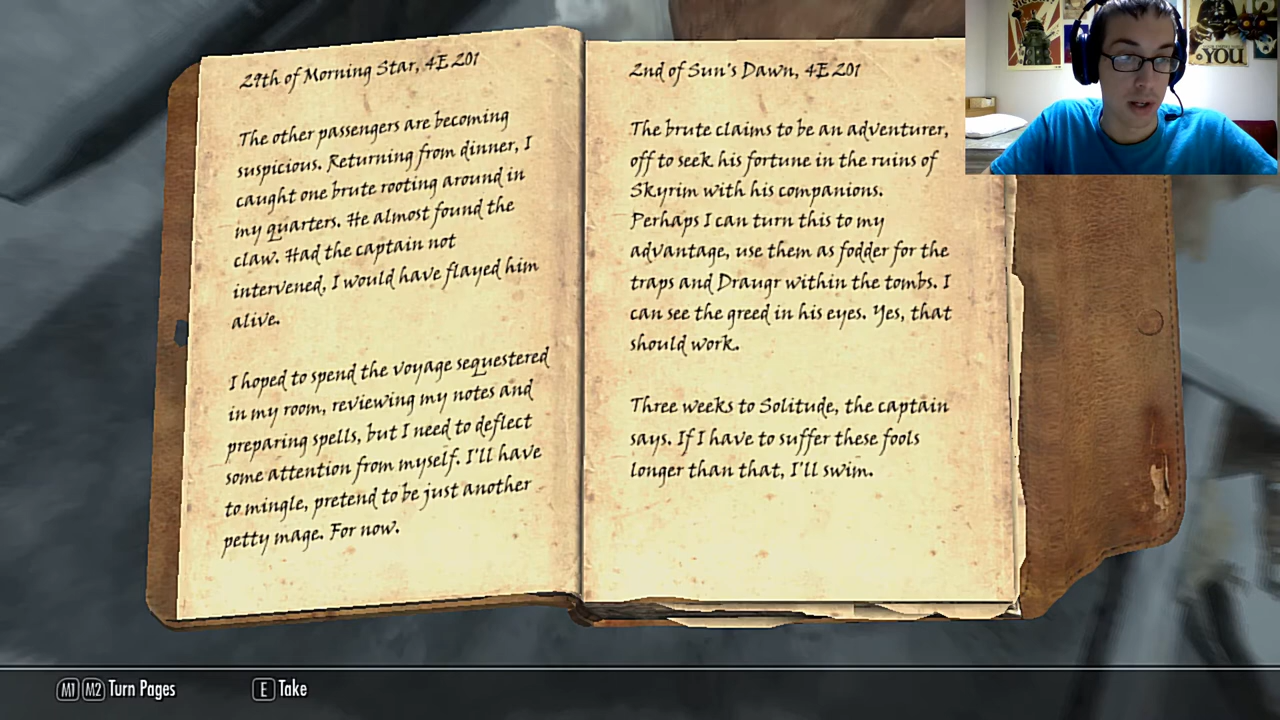 29th of Morning Star, 4E 201
The other passengers are becoming
suspicious. Returning from dinner, I
caught one brute rooting around in
my quarters. He almost found the
claw. Had the captain not
intervened, I would have flayed him
alive.
I hoped to spend the voyage sequestered
in my room, reviewing my notes and
preparing spells, but I need to deflect
some attention from myself. I'll have
to mingle, pretend to be just another
petty mage. For now.
2nd of Sun's Dawn, 4E 201
The brute claims to be an adventurer,
off to seek his fortune in the ruins of
Skyrim with his companions.
Perhaps I can turn this to my
advantage, use them as fodder for the
traps and Draugr within the tombs. I
can see the greed in his eyes. Yes, that
should work.
Three weeks to Solitude, the captain
says. If I have to suffer these fools
longer than that, I'll swim.
YOU
M1 M2 Turn Pages
E Take